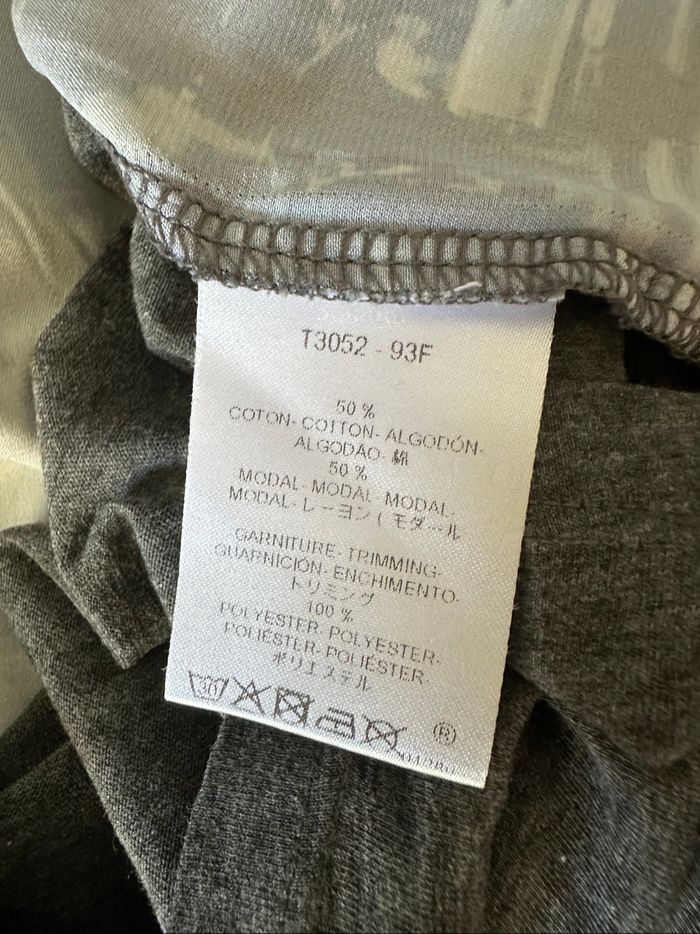 T3052 - 93F
50 %
COTON- COTTON- ALGODÓN-
ALGODAO- 綿
50 %
MODAL- MODAL- MODAL-
MODAL- レーヨン ( モダール
GARNITURE- TRIMMING-
GUARNICIÓN- ENCHIMENTO-
トリミング
100 %
POLYESTER- POLYESTER-
POLIÉSTER- POLIÉSTER-
ポリエステル
30
®